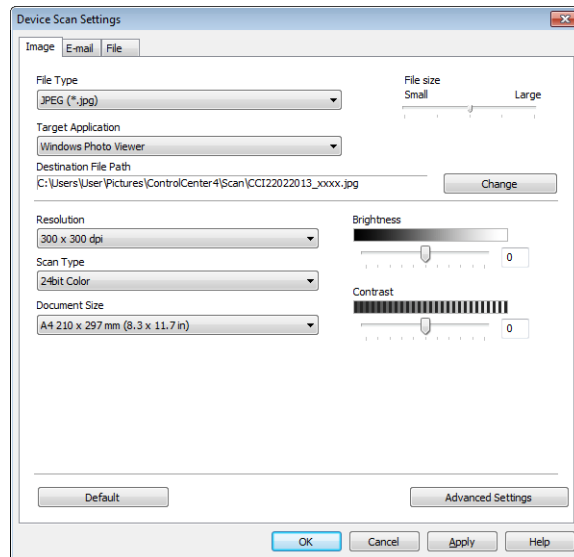 Device Scan Settings
Image E-mail File
File Type
JPEG (*.jpg)
File size
Small Large
Target Application
Windows Photo Viewer
Destination File Path
C:\Users\User\Pictures\ControlCenter4\Scan\CCI22022013_xxxx.jpg
Change
Resolution
300 x 300 dpi
Brightness
0
Scan Type
24bit Color
Contrast
0
Document Size
A4 210 x 297 mm (8.3 x 11.7 in)
Default
Advanced Settings
OK Cancel Apply Help